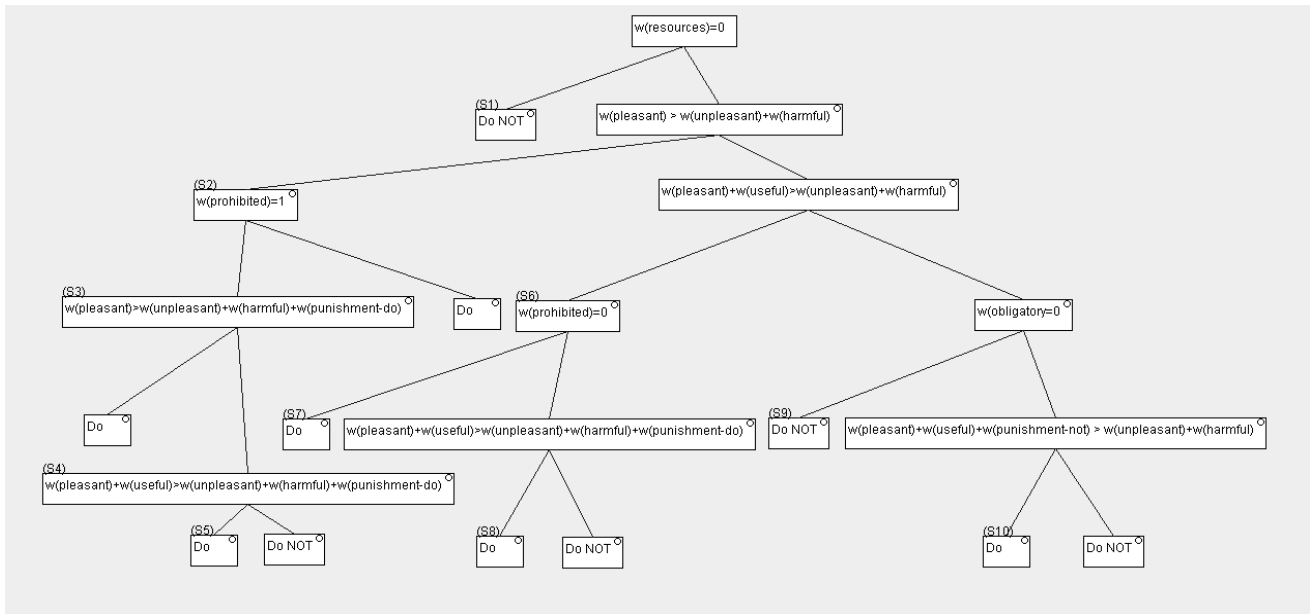 w(resources)=0
(S1)
Do NOT
w(pleasant) > w(unpleasant)+w(harmful)
(S2)
w(prohibited)=1
w(pleasant)+w(useful)>w(unpleasant)+w(harmful)
(S3)
w(pleasant)>w(unpleasant)+w(harmful)+w(punishment-do)
Do
(S6)
w(prohibited)=0
w(obligatory=0
Do
(S7)
Do
w(pleasant)+w(useful)>w(unpleasant)+w(harmful)+w(punishment-do)
(S9)
Do NOT
w(pleasant)+w(useful)+w(punishment-not) > w(unpleasant)+w(harmful)
(S4)
w(pleasant)+w(useful)>w(unpleasant)+w(harmful)+w(punishment-do)
(S5)
Do
Do NOT
(S8)
Do
Do NOT
(S10)
Do
Do NOT